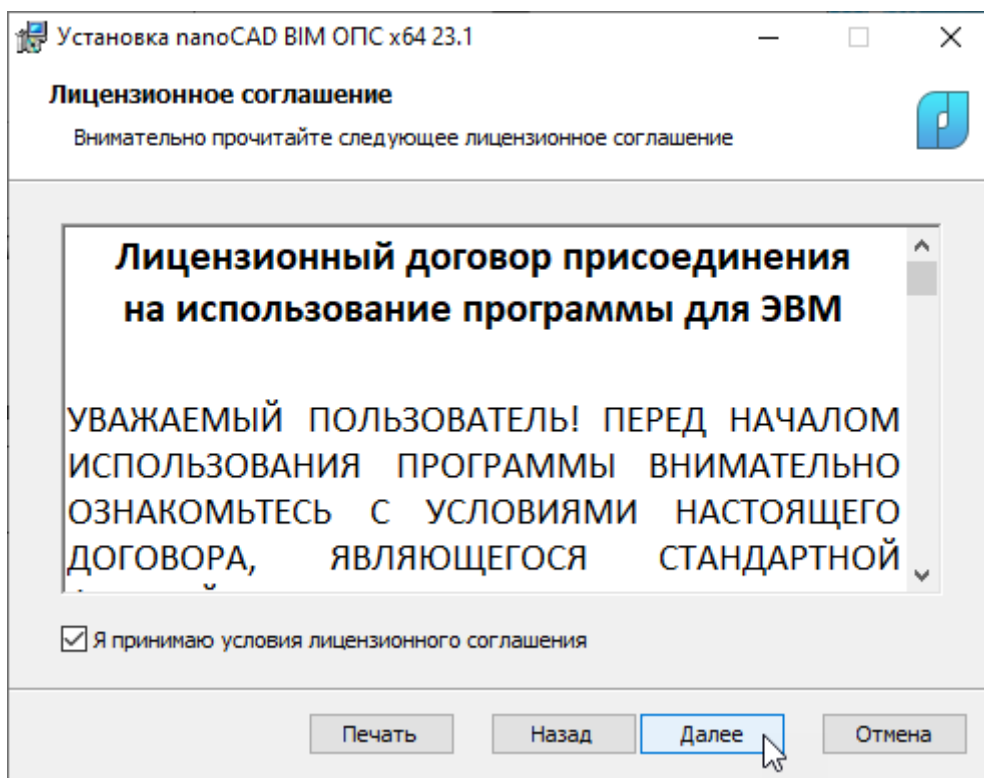 Установка nanoCAD BIM ОПС x64 23.1
Лицензионное соглашение
Внимательно прочитайте следующее лицензионное соглашение
Лицензионный договор присоединения
на использование программы для ЭВМ
УВАЖАЕМЫЙ ПОЛЬЗОВАТЕЛЬ! ПЕРЕД НАЧАЛОМ
ИСПОЛЬЗОВАНИЯ ПРОГРАММЫ ВНИМАТЕЛЬНО
ОЗНАКОМЬТЕСЬ С УСЛОВИЯМИ НАСТОЯЩЕГО
ДОГОВОРА, ЯВЛЯЮЩЕГОСЯ СТАНДАРТНОЙ
Я принимаю условия лицензионного соглашения
Печать Назад Далее Отмена